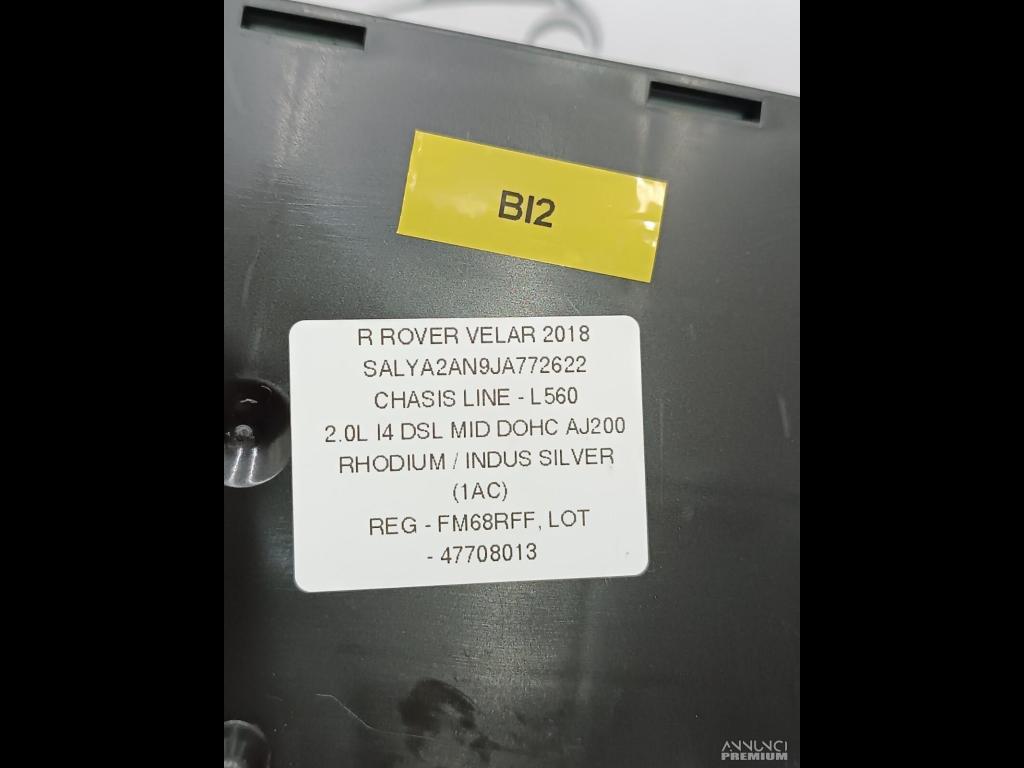 BI2
R ROVER VELAR 2018
SALYA2AN9JA772622
CHASIS LINE - L560
2.0L I4 DSL MID DOHC AJ200
RHODIUM / INDUS SILVER
(1AC)
REG - FM68RFF, LOT
- 47708013
ANNUNCI
PREMIUM